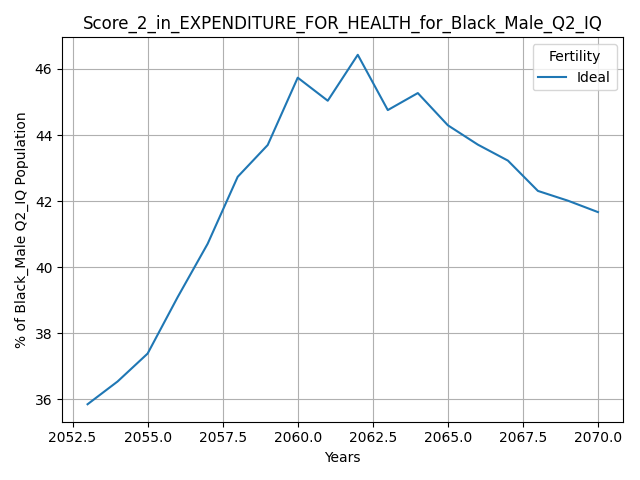 Score_2_in_EXPENDITURE_FOR_HEALTH_for_Black_Male_Q2_IQ
Fertility
Ideal
% of Black_Male Q2_IQ Population
46
44
42
40
38
36
2052.5 2055.0 2057.5 2060.0 2062.5 2065.0 2067.5 2070.0
Years